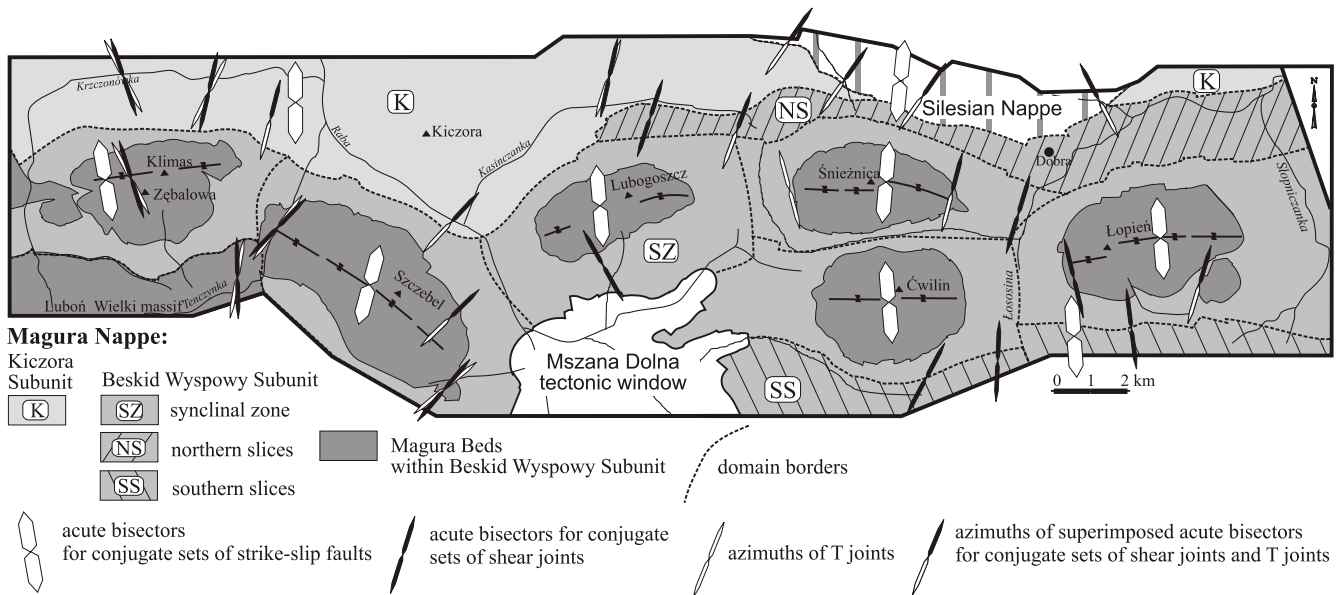 Krzczonówka
K
NS
Silesian Nappe
K
N
Raba
Kiczora
Kasinczanka
Dobra
Słopniczanka
Klimas
Zębalowa
Lubogoszcz
Śnieżnica
Łopień
SZ
Szczebel
Ćwilin
Łososina
Luboń Wielki massif
Tenczynka
Mszana Dolna
tectonic window
SS
0 1 2 km
Magura Nappe:
Kiczora
Subunit
K
Beskid Wyspowy Subunit
SZ synclinal zone
NS northern slices
SS southern slices
Magura Beds
within Beskid Wyspowy Subunit
domain borders
acute bisectors
for conjugate sets of strike-slip faults
acute bisectors for conjugate
sets of shear joints
azimuths of T joints
azimuths of superimposed acute bisectors
for conjugate sets of shear joints and T joints